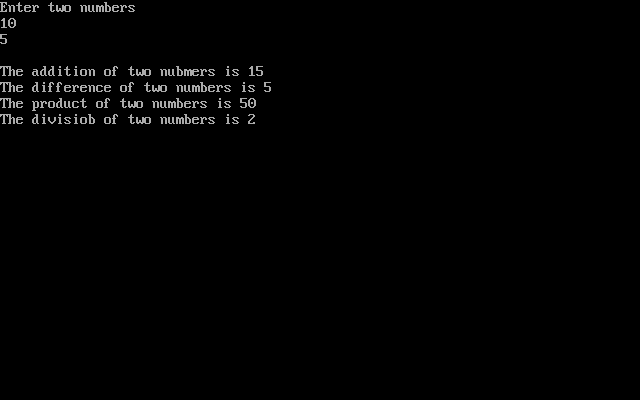 Enter two numbers
10
5
The addition of two nubmers is 15
The difference of two numbers is 5
The product of two numbers is 50
The divisiob of two numbers is 2